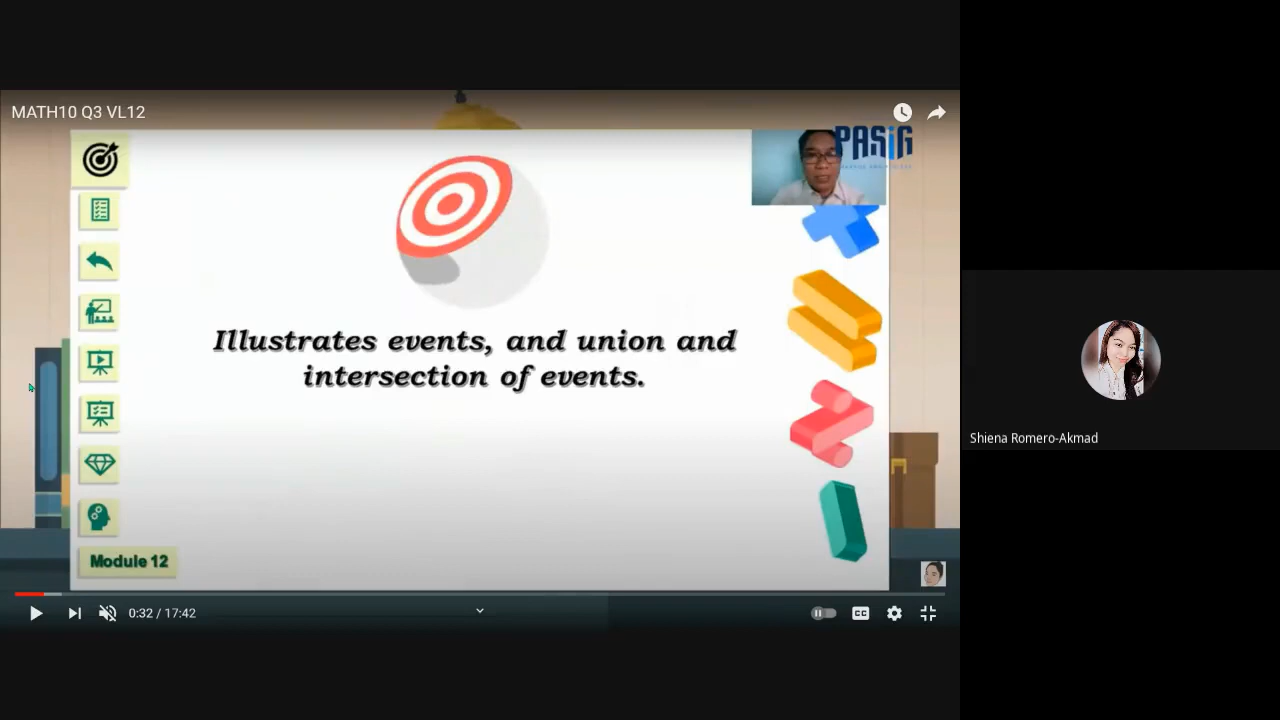 MATH10 Q3 VL12
PASiG
Illustrates events, and union and
intersection of events.
Module 12
0:32 / 17:42
CC
Shiena Romero-Akmad